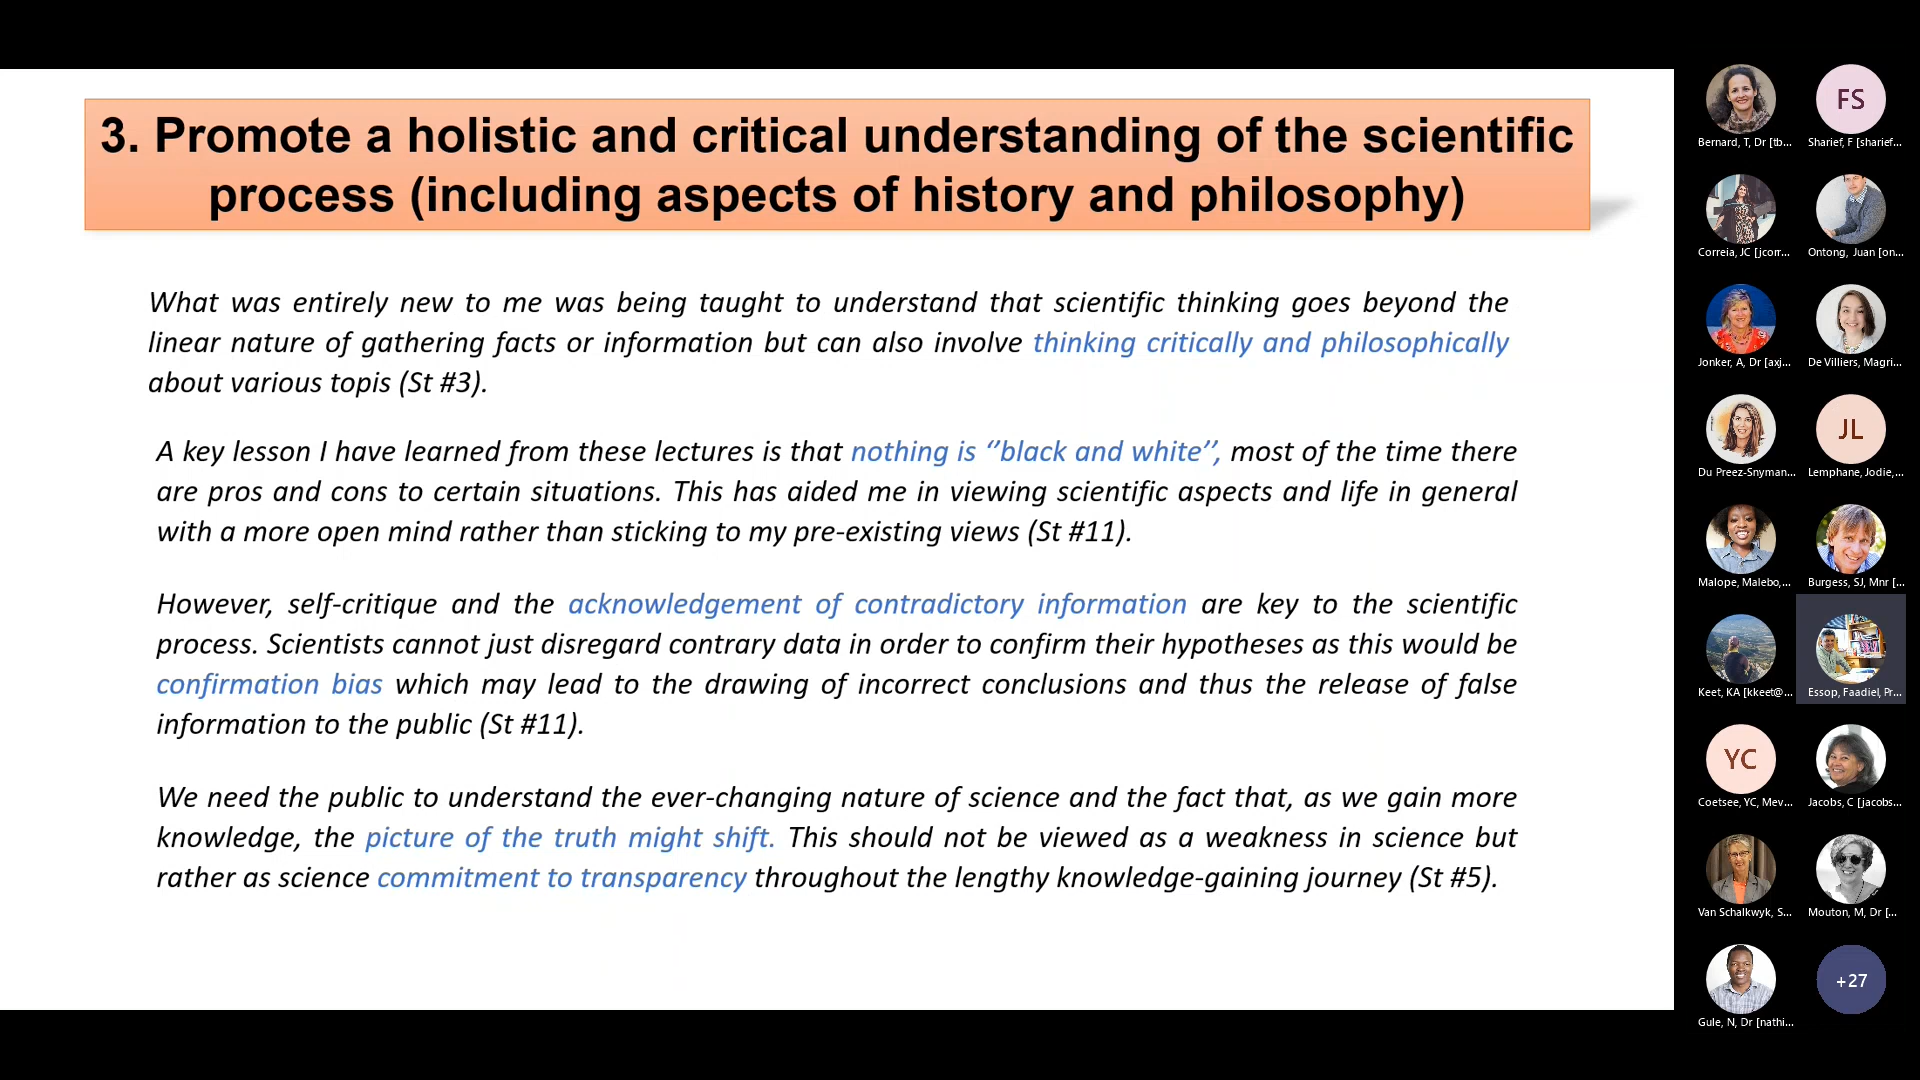 3. Promote a holistic and critical understanding of the scientific
process (including aspects of history and philosophy)
What was entirely new to me was being taught to understand that scientific thinking goes beyond the
linear nature of gathering facts or information but can also involve thinking critically and philosophically
about various topis (St #3).
A key lesson I have learned from these lectures is that nothing is ‘’black and white’’, most of the time there
are pros and cons to certain situations. This has aided me in viewing scientific aspects and life in general
with a more open mind rather than sticking to my pre-existing views (St #11).
However, self-critique and the acknowledgement of contradictory information are key to the scientific
process. Scientists cannot just disregard contrary data in order to confirm their hypotheses as this would be
confirmation bias which may lead to the drawing of incorrect conclusions and thus the release of false
information to the public (St #11).
We need the public to understand the ever-changing nature of science and the fact that, as we gain more
knowledge, the picture of the truth might shift. This should not be viewed as a weakness in science but
rather as science commitment to transparency throughout the lengthy knowledge-gaining journey (St #5).
Bernard, T, Dr [tb...
FS
Sharief, F [sharief...
Correia, JC [jcorr...
Ontong, Juan [on...
Jonker, A, Dr [axj...
De Villiers, Magri...
Du Preez-Snyman...
JL
Lemphane, Jodie,...
Malope, Malebo,...
Burgess, SJ, Mnr [...
Keet, KA [kkeet@...
Essop, Faadiel, Pr...
YC
Coetsee, YC, Mev...
Jacobs, C [jacobs...
Van Schalkwyk, S...
Mouton, M, Dr [...
Gule, N, Dr [nathi...
+27